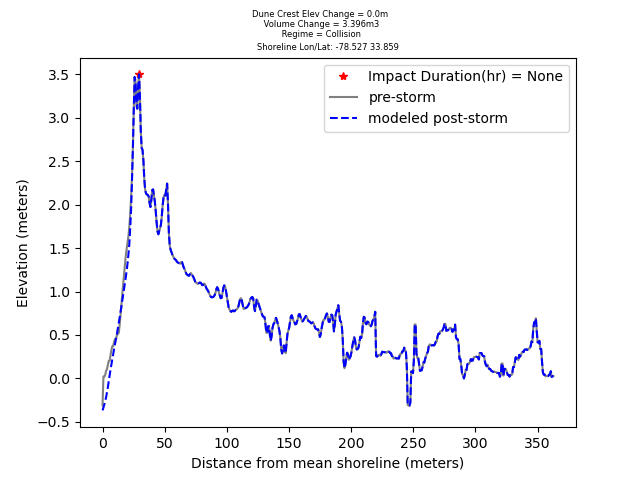 Dune Crest Elev Change = 0.0m
Volume Change = 3.396m3
Regime = Collision
Shoreline Lon/Lat: -78.527 33.859
Impact Duration(hr) = None
pre-storm
modeled post-storm
Elevation (meters)
3.5
3.0
2.5
2.0
1.5
1.0
0.5
0.0
−0.5
0 50 100 150 200 250 300 350
Distance from mean shoreline (meters)